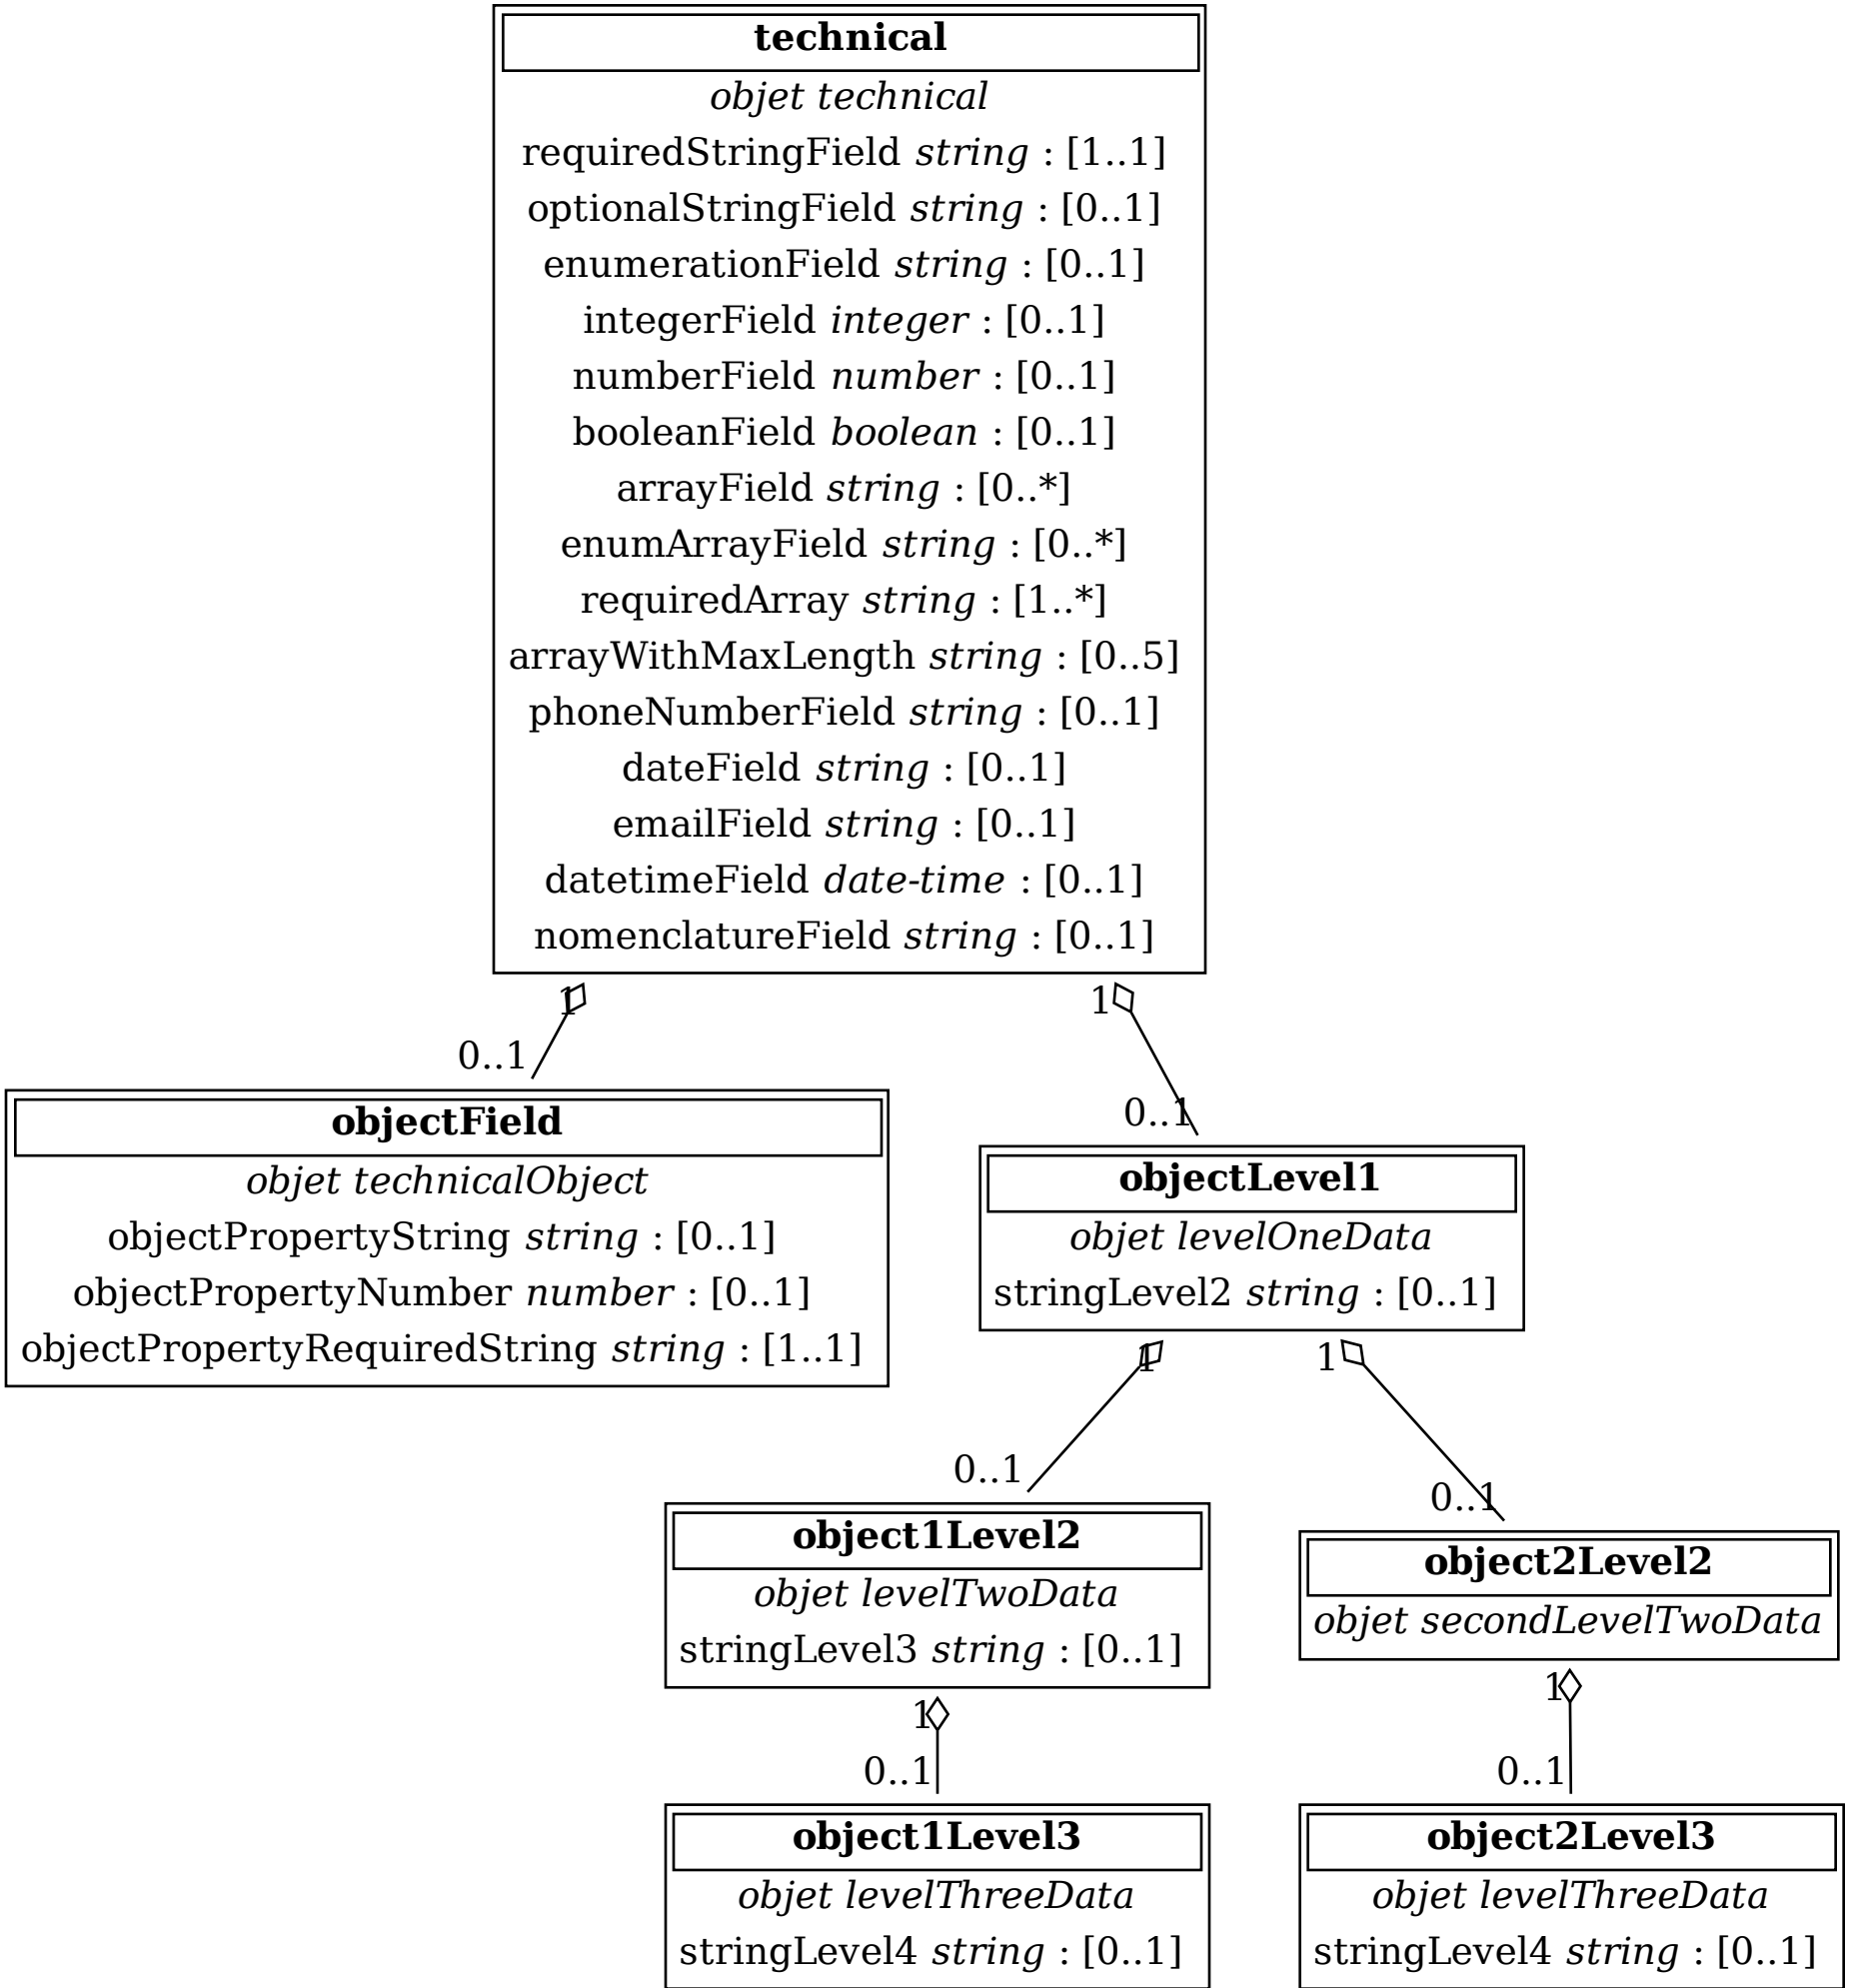 technical
objet technical
requiredStringField string : [1..1]
optionalStringField string : [0..1]
enumerationField string : [0..1]
integerField integer : [0..1]
numberField number : [0..1]
booleanField boolean : [0..1]
arrayField string : [0..*]
enumArrayField string : [0..*]
requiredArray string : [1..*]
arrayWithMaxLength string : [0..5]
phoneNumberField string : [0..1]
dateField string : [0..1]
emailField string : [0..1]
datetimeField date-time : [0..1]
nomenclatureField string : [0..1]
1
1
0..1
0..1
objectField
objet technicalObject
objectPropertyString string : [0..1]
objectPropertyNumber number : [0..1]
objectPropertyRequiredString string : [1..1]
objectLevel1
objet levelOneData
stringLevel2 string : [0..1]
1
1
0..1
0..1
object1Level2
objet levelTwoData
stringLevel3 string : [0..1]
object2Level2
objet secondLevelTwoData
1
0..1
1
0..1
object1Level3
objet levelThreeData
stringLevel4 string : [0..1]
object2Level3
objet levelThreeData
stringLevel4 string : [0..1]